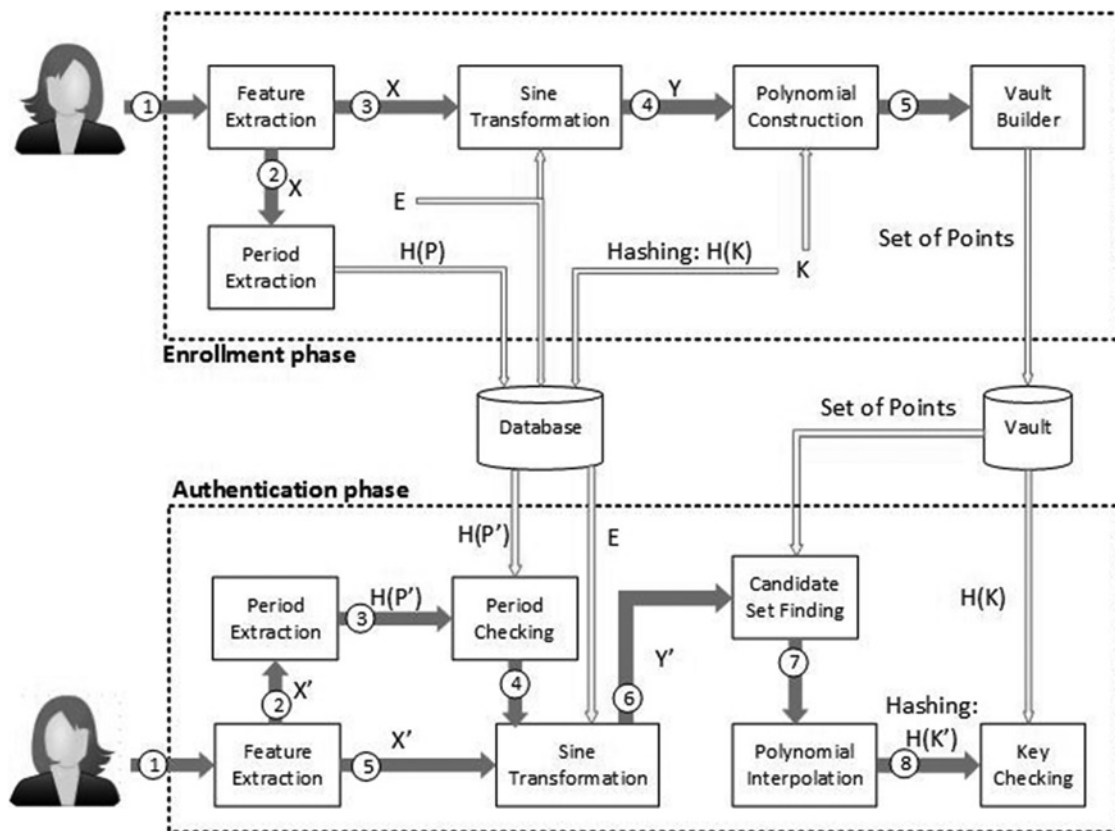 1
Feature
Extraction
3
X
Sine
Transformation
4
Y
Polynomial
Construction
5
Vault
Builder
2
X
Period
Extraction
E
H(P)
Hashing: H(K)
K
Set of Points
Enrollment phase
Database
Set of Points
Vault
Authentication phase
H(P’)
E
Period
Extraction
3
H(P’)
Period
Checking
Candidate
Set Finding
H(K)
2
X’
4
6
Y’
7
1
Feature
Extraction
5
X’
Sine
Transformation
Polynomial
Interpolation
Hashing:
H(K’)
8
Key
Checking